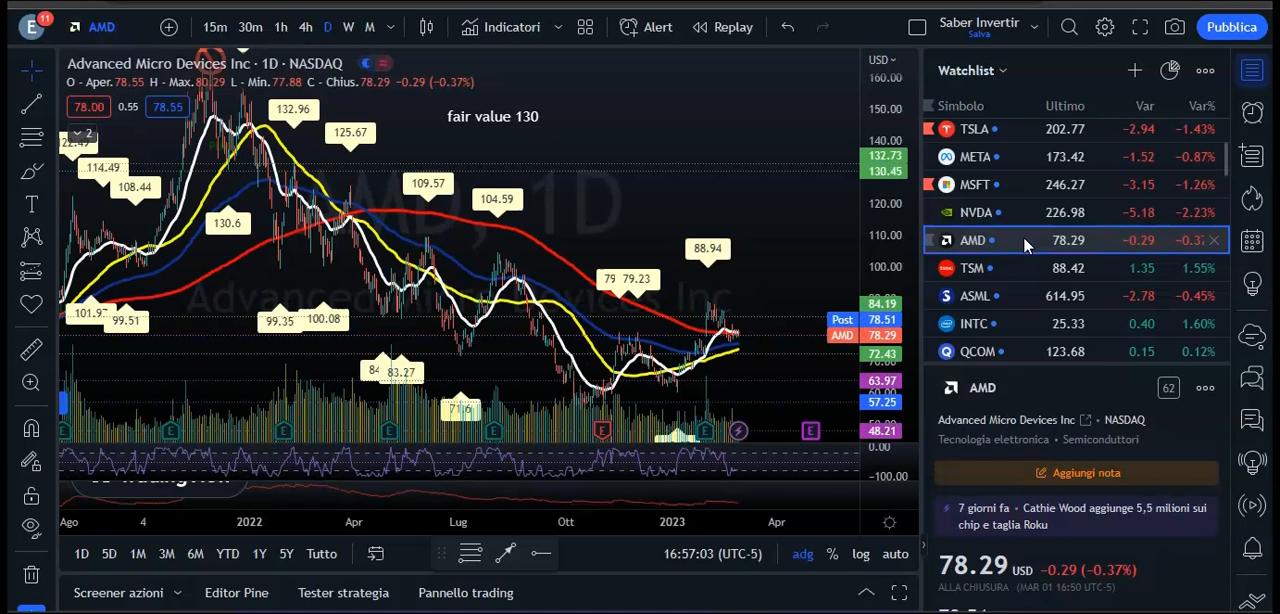 E 11 AMD 15m 30m 1h 4h D W M Indicatori Alert Replay Saber Invertir Salva Pubblica
Advanced Micro Devices Inc · 1D · NASDAQ
O - Aper.78.55 H - Max.80.29 L - Min.77.88 C - Chius.78.29 -0.29 (-0.37%)
78.00 0.55 78.55
2
fair value 130
132.96
125.67
114.49
108.44
130.6
109.57
104.59
88.94
79 79.23
101.97
99.51
99.35
100.08
83.27
71.6
AMD, 1D
Advanced Micro Devices Inc
USD
160.00
150.00
140.00
132.73
130.45
120.00
110.00
100.00
84.19
Post 78.51
AMD 78.29
72.43
63.97
57.25
48.21
0.00
-100.00
E E E E E E E E
Ago 4 2022 Apr Lug Ott 2023 Apr
1D 5D 1M 3M 6M YTD 1Y 5Y Tutto 16:57:03 (UTC-5) adg % log auto
Screener azioni Editor Pine Tester strategia Pannello trading
Watchlist
Simbolo Ultimo Var Var%
TSLA 202.77 -2.94 -1.43%
META 173.42 -1.52 -0.87%
MSFT 246.27 -3.15 -1.26%
NVDA 226.98 -5.18 -2.23%
AMD 78.29 -0.29 -0.37
TSM 88.42 1.35 1.55%
ASML 614.95 -2.78 -0.45%
INTC 25.33 0.40 1.60%
QCOM 123.68 0.15 0.12%
AMD 62
Advanced Micro Devices Inc · NASDAQ
Tecnologia elettronica · Semiconduttori
Aggiungi nota
7 giorni fa · Cathie Wood aggiunge 5,5 milioni sui
chip e taglia Roku
78.29 USD -0.29 (-0.37%)
ALLA CHIUSURA (MAR 01 16:50 UTC-5)